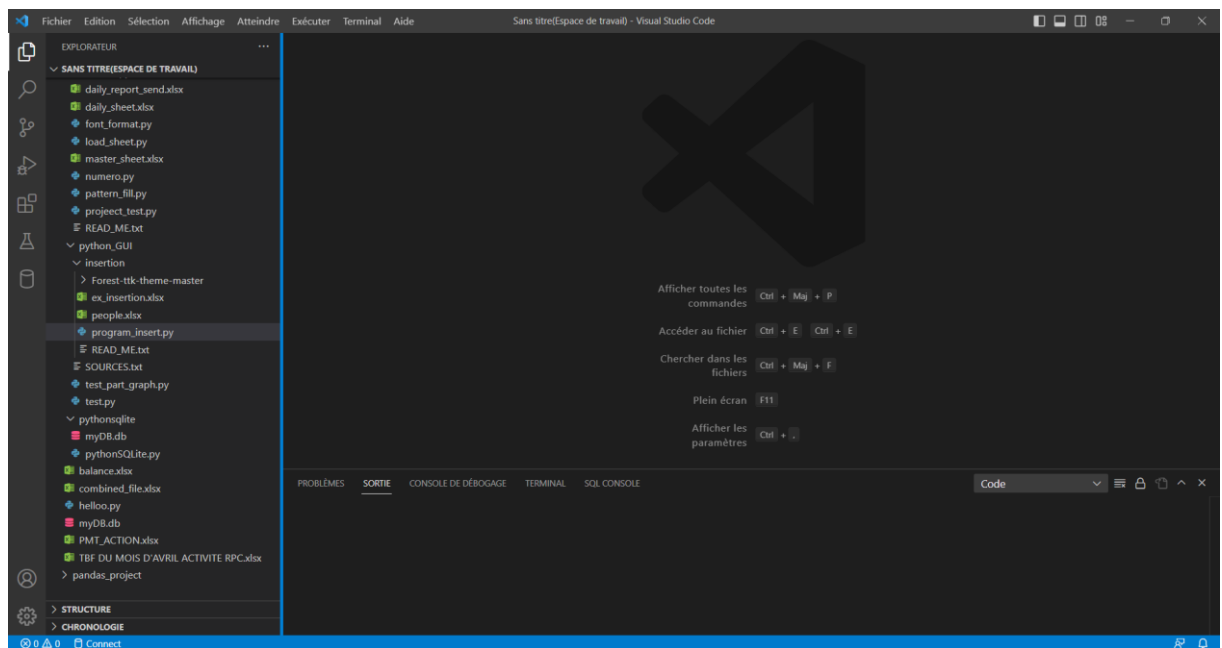 Fichier Edition Sélection Affichage Atteindre Exécuter Terminal Aide Sans titre(Espace de travail) - Visual Studio Code
EXPLORATEUR
SANS TITRE(ESPACE DE TRAVAIL)
daily_report_send.xlsx
daily_sheet.xlsx
font_format.py
load_sheet.py
master_sheet.xlsx
numero.py
pattern_fill.py
projeect_test.py
READ_ME.txt
python_GUI
insertion
Forest-ttk-theme-master
ex_insertion.xlsx
people.xlsx
program_insert.py
READ_ME.txt
SOURCES.txt
test_part_graph.py
test.py
pythonsqlite
myDB.db
pythonSQLite.py
balance.xlsx
combined_file.xlsx
helloo.py
myDB.db
PMT_ACTION.xlsx
TBF DU MOIS D'AVRIL ACTIVITE RPC.xlsx
pandas_project
STRUCTURE
CHRONOLOGIE
Afficher toutes les
commandes Ctrl + Maj + P
Accéder au fichier Ctrl + E Ctrl + E
Chercher dans les
fichiers Ctrl + Maj + F
Plein écran F11
Afficher les
paramètres Ctrl + .
PROBLÈMES SORTIE CONSOLE DE DÉBOGAGE TERMINAL SQL CONSOLE Code
0 0 Connect